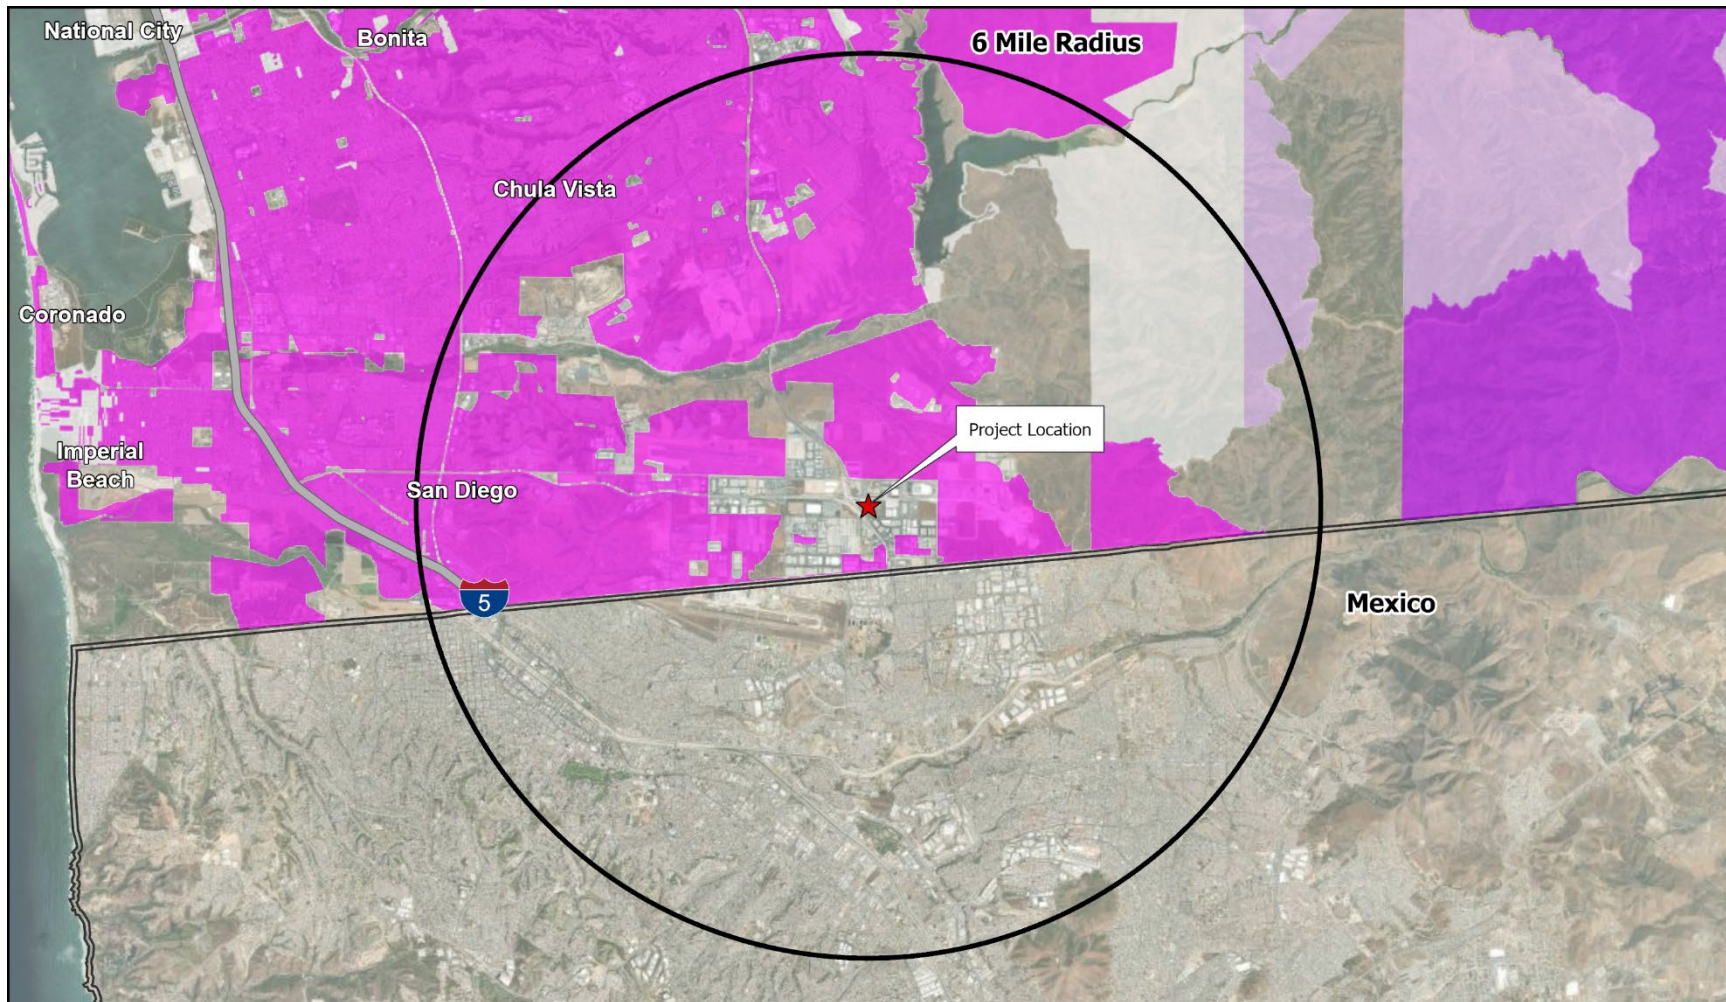 National City
Bonita
6 Mile Radius
Chula Vista
Coronado
Project Location
Imperial
Beach
San Diego
5
Mexico